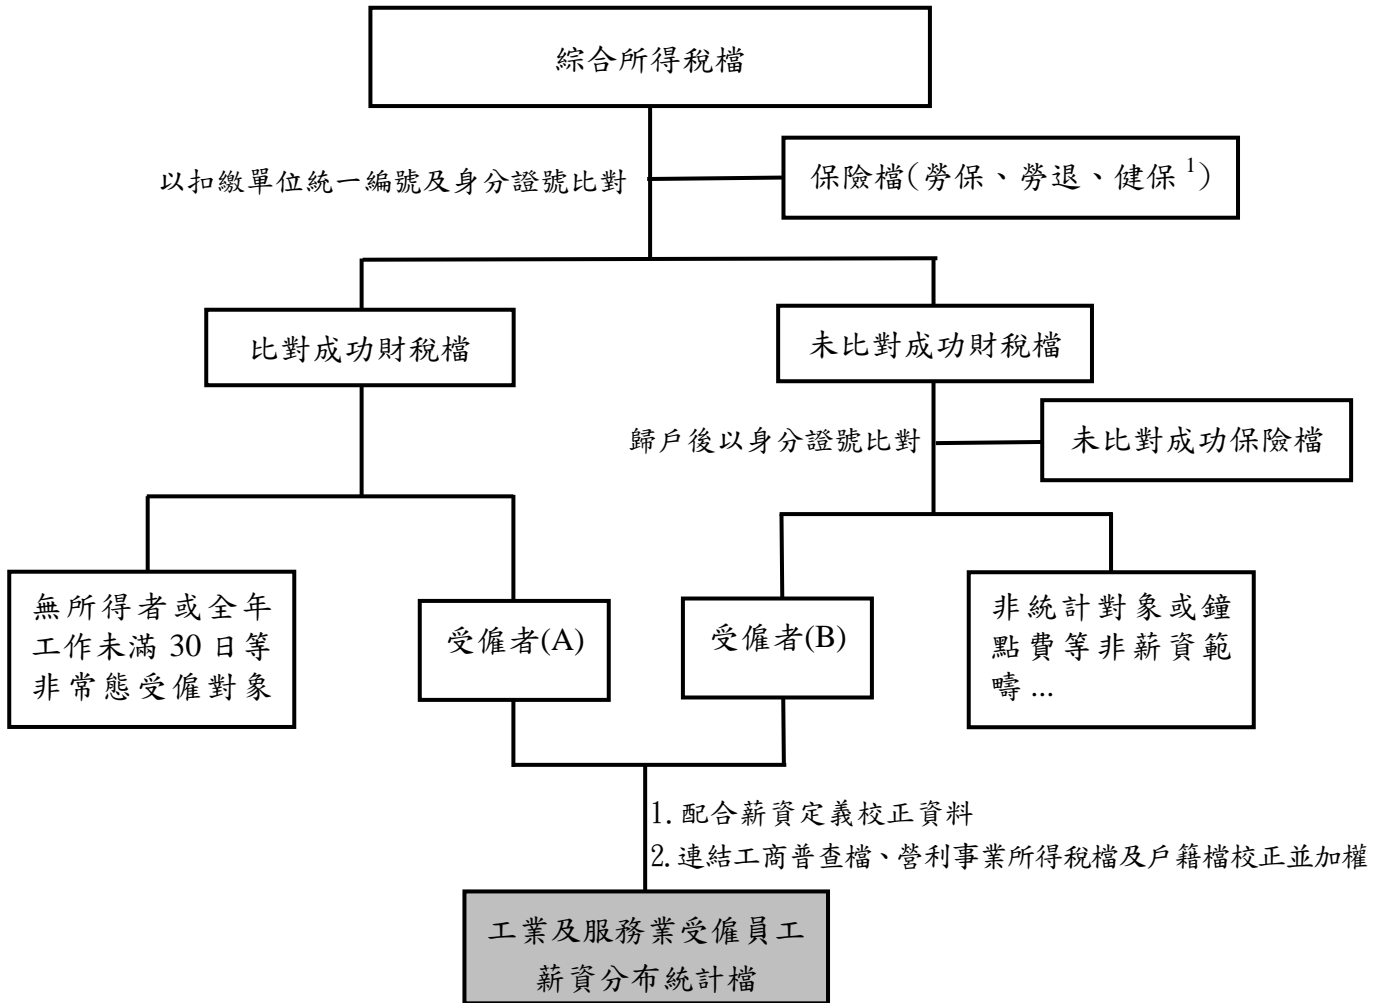 綜合所得稅檔
以扣繳單位統一編號及身分證號比對
保險檔(勞保、勞退、健保¹)
比對成功財稅檔
未比對成功財稅檔
歸戶後以身分證號比對
未比對成功保險檔
無所得者或全年
工作未滿 30 日等
非常態受僱對象
受僱者(A)
受僱者(B)
非統計對象或鐘
點費等非薪資範
疇...
1.配合薪資定義校正資料
2.連結工商普查檔、營利事業所得稅檔及戶籍檔校正並加權
工業及服務業受僱員工
薪資分布統計檔